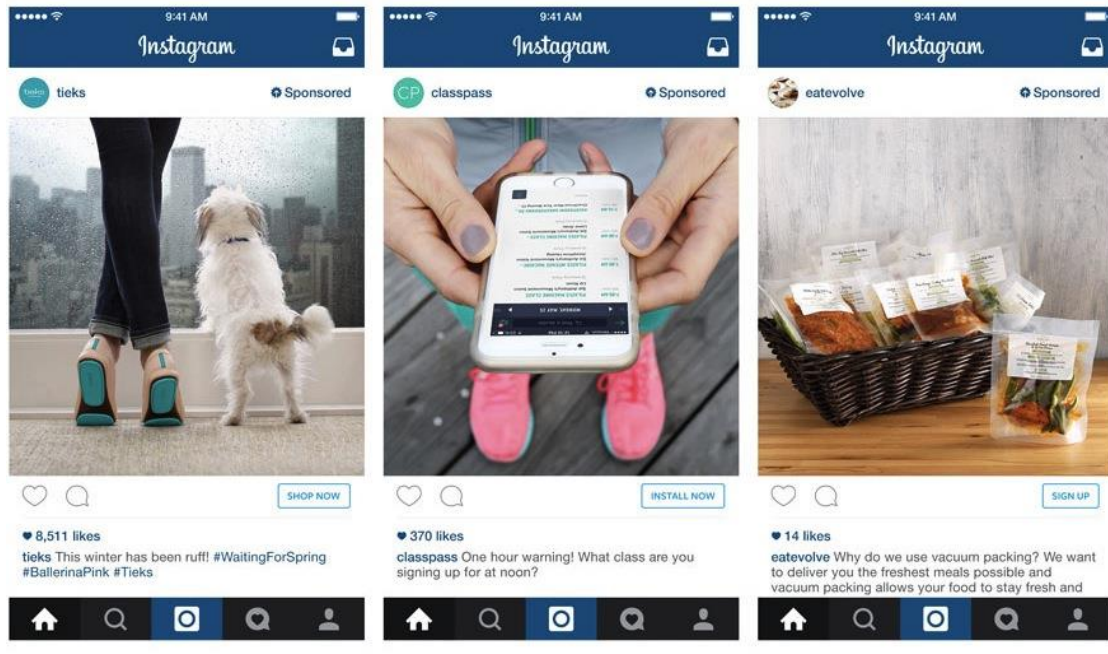 9:41 AM
Instagram
tieks
Sponsored
SHOP NOW
8,511 likes
tieks This winter has been ruff! #WaitingForSpring
#BallerinaPink #Tieks
9:41 AM
Instagram
CP
classpass
Sponsored
INSTALL NOW
370 likes
classpass One hour warning! What class are you
signing up for at noon?
9:41 AM
Instagram
eatevolve
Sponsored
SIGN UP
14 likes
eatevolve Why do we use vacuum packing? We want
to deliver you the freshest meals possible and
vacuum packing allows your food to stay fresh and